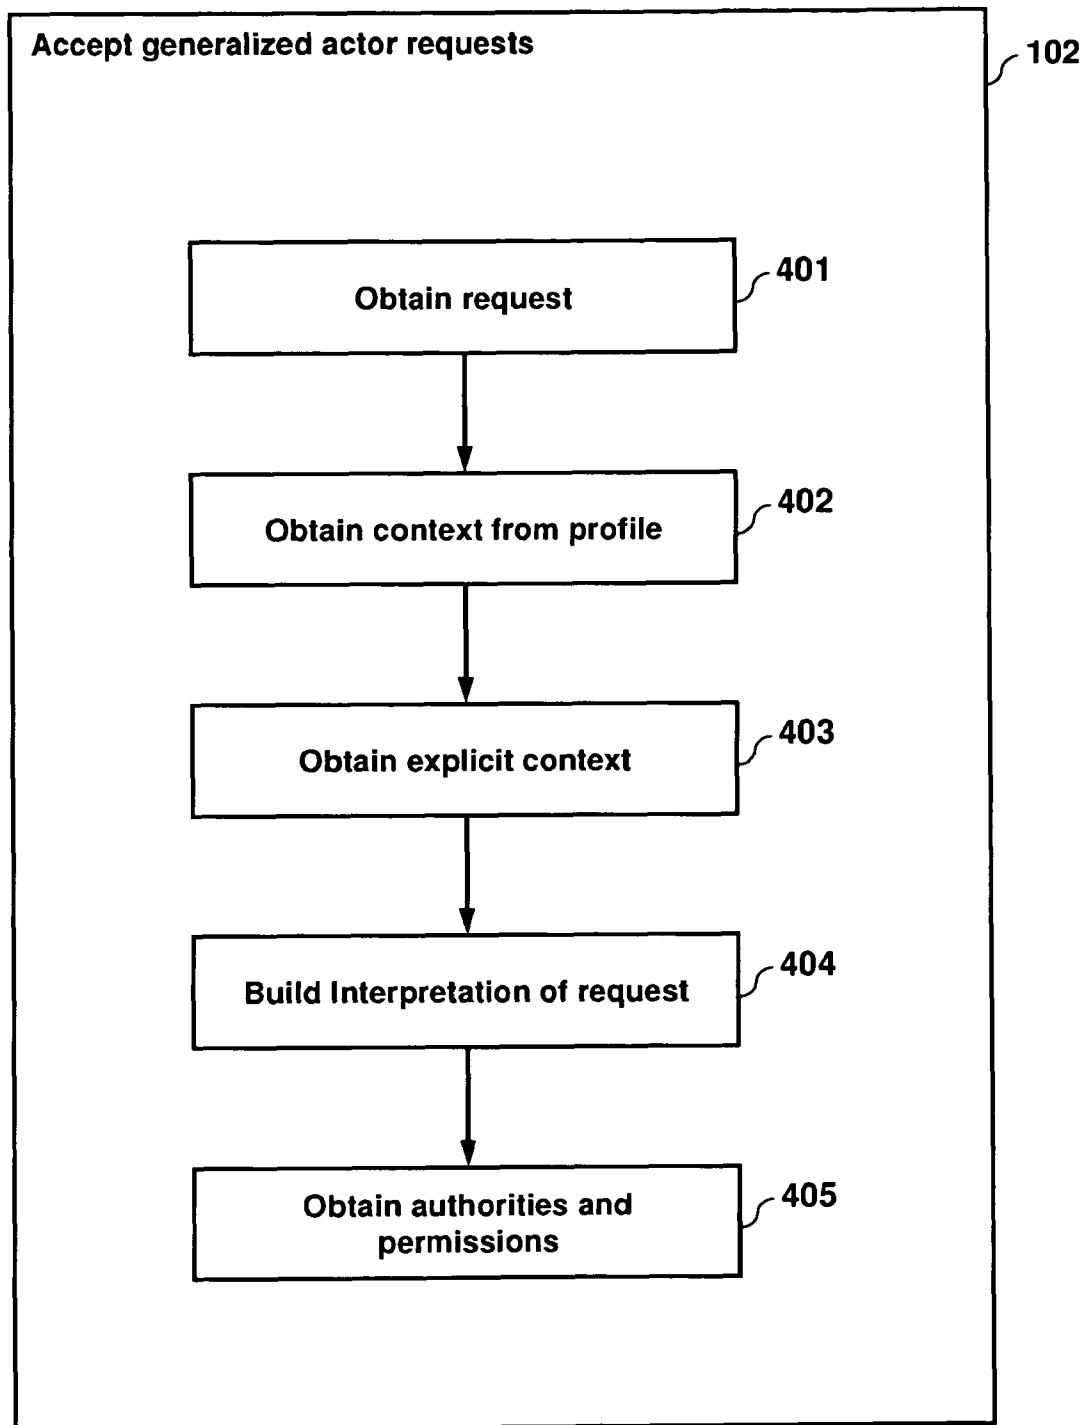 Accept generalized actor requests
102
Obtain request
401
Obtain context from profile
402
Obtain explicit context
403
Build Interpretation of request
404
Obtain authorities and
permissions
405